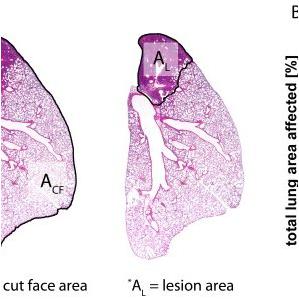 B
A_L
A_CF
total lung area affected [%]
cut face area
*A_L = lesion area